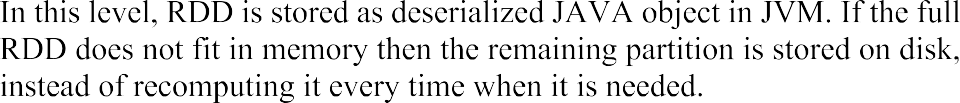 In this level, RDD is stored as deserialized JAVA object in JVM. If the full
RDD does not fit in memory then the remaining partition is stored on disk,
instead of recomputing it every time when it is needed.